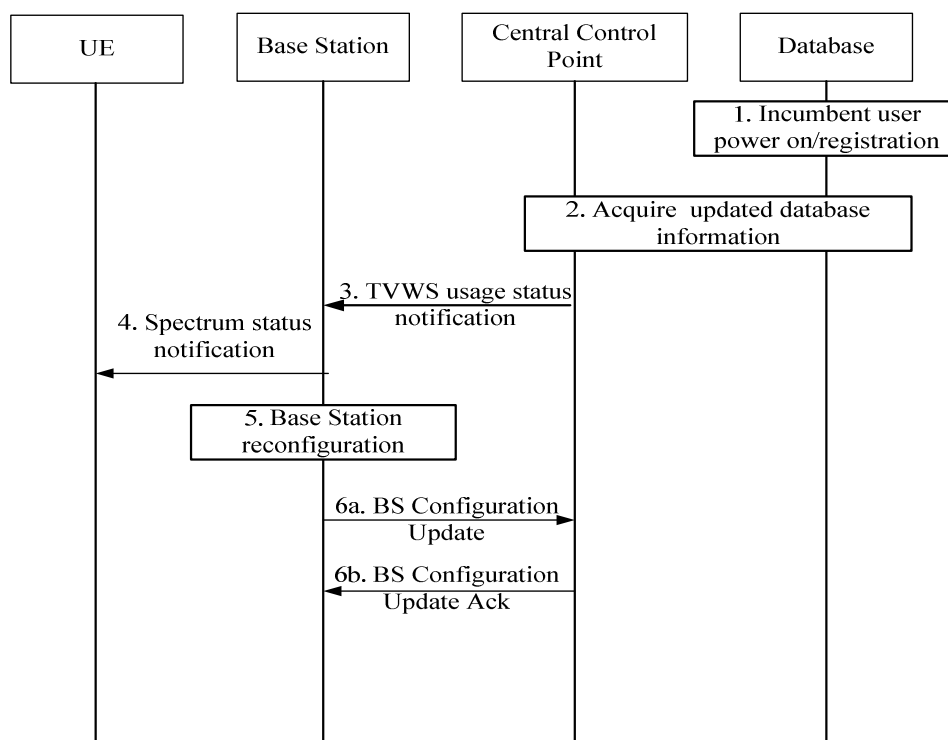 UE
Base Station
Central Control
Point
Database
1. Incumbent user
power on/registration
2. Acquire updated database
information
3. TVWS usage status
notification
4. Spectrum status
notification
5. Base Station
reconfiguration
6a. BS Configuration
Update
6b. BS Configuration
Update Ack